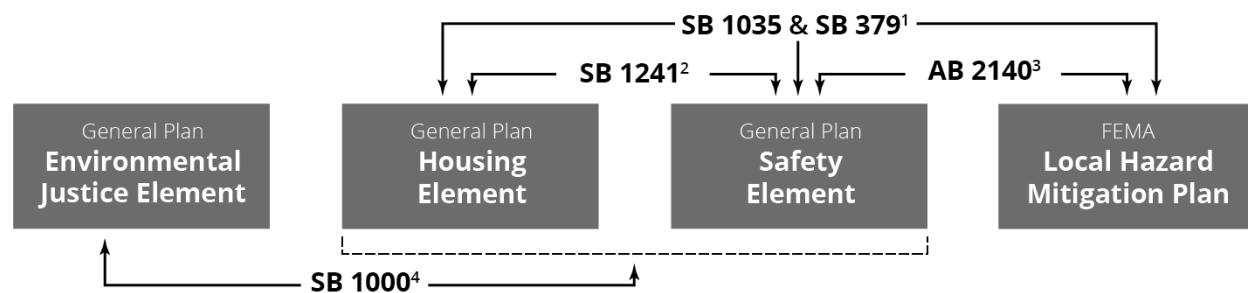 SB 1035 & SB 379¹
SB 1241²
AB 2140³
General Plan
Environmental
Justice Element
General Plan
Housing
Element
General Plan
Safety
Element
FEMA
Local Hazard
Mitigation Plan
SB 1000⁴